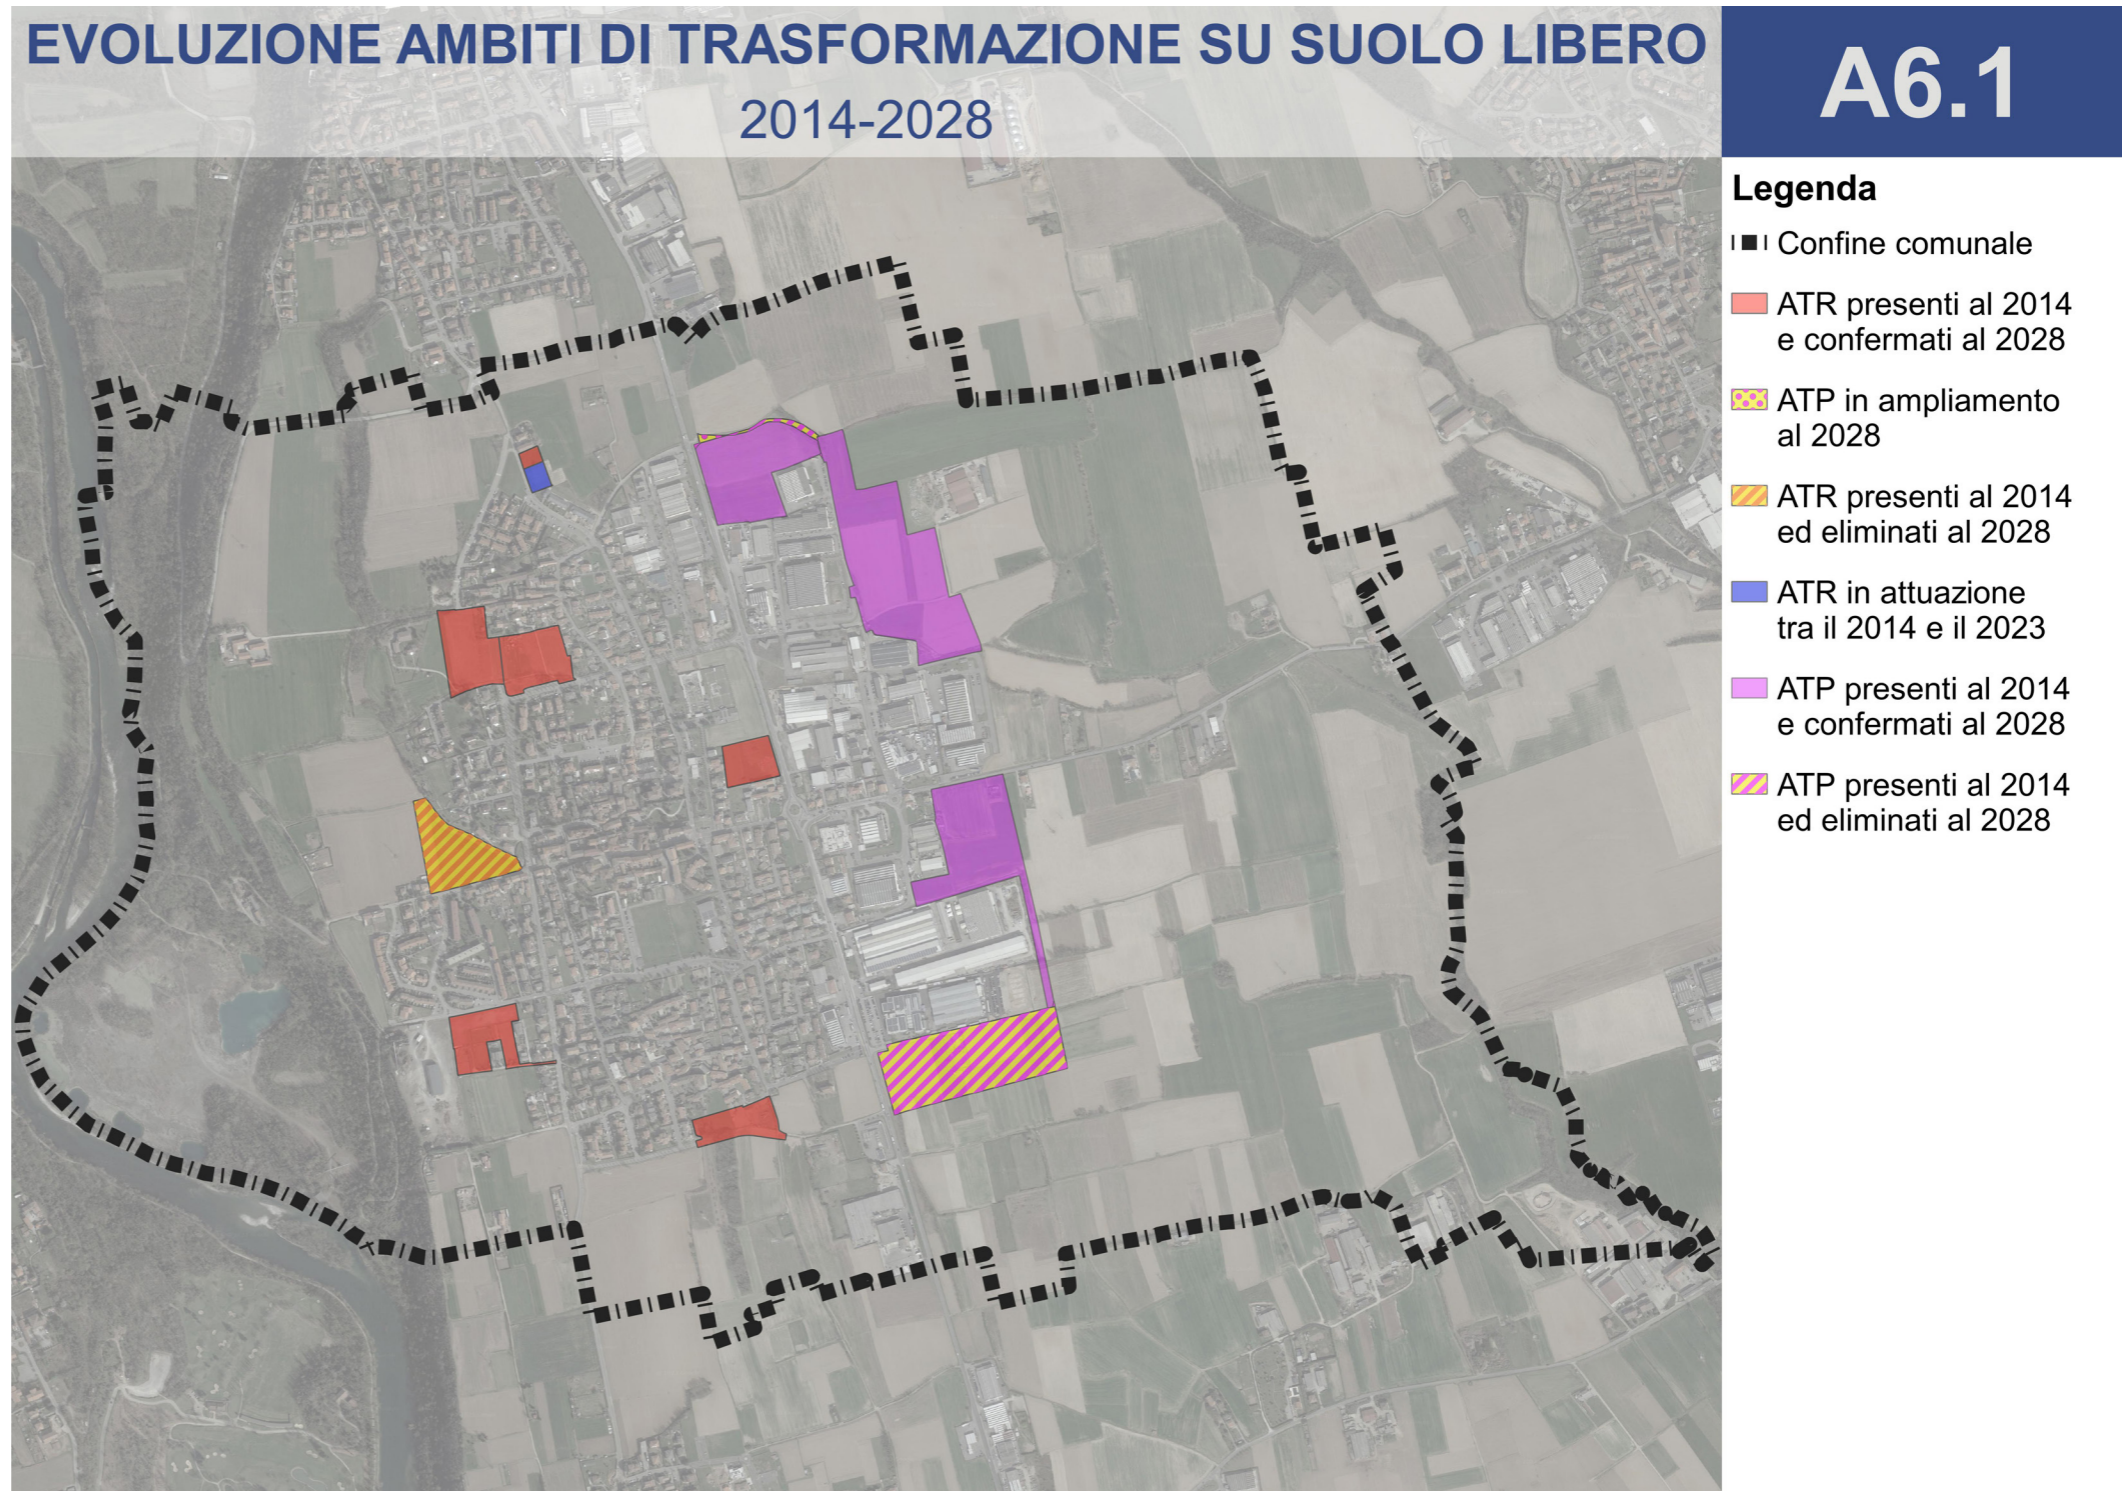 EVOLUZIONE AMBITI DI TRASFORMAZIONE SU SUOLO LIBERO
2014-2028
A6.1
Legenda
Confine comunale
ATR presenti al 2014
e confermati al 2028
ATP in ampliamento
al 2028
ATR presenti al 2014
ed eliminati al 2028
ATR in attuazione
tra il 2014 e il 2023
ATP presenti al 2014
e confermati al 2028
ATP presenti al 2014
ed eliminati al 2028